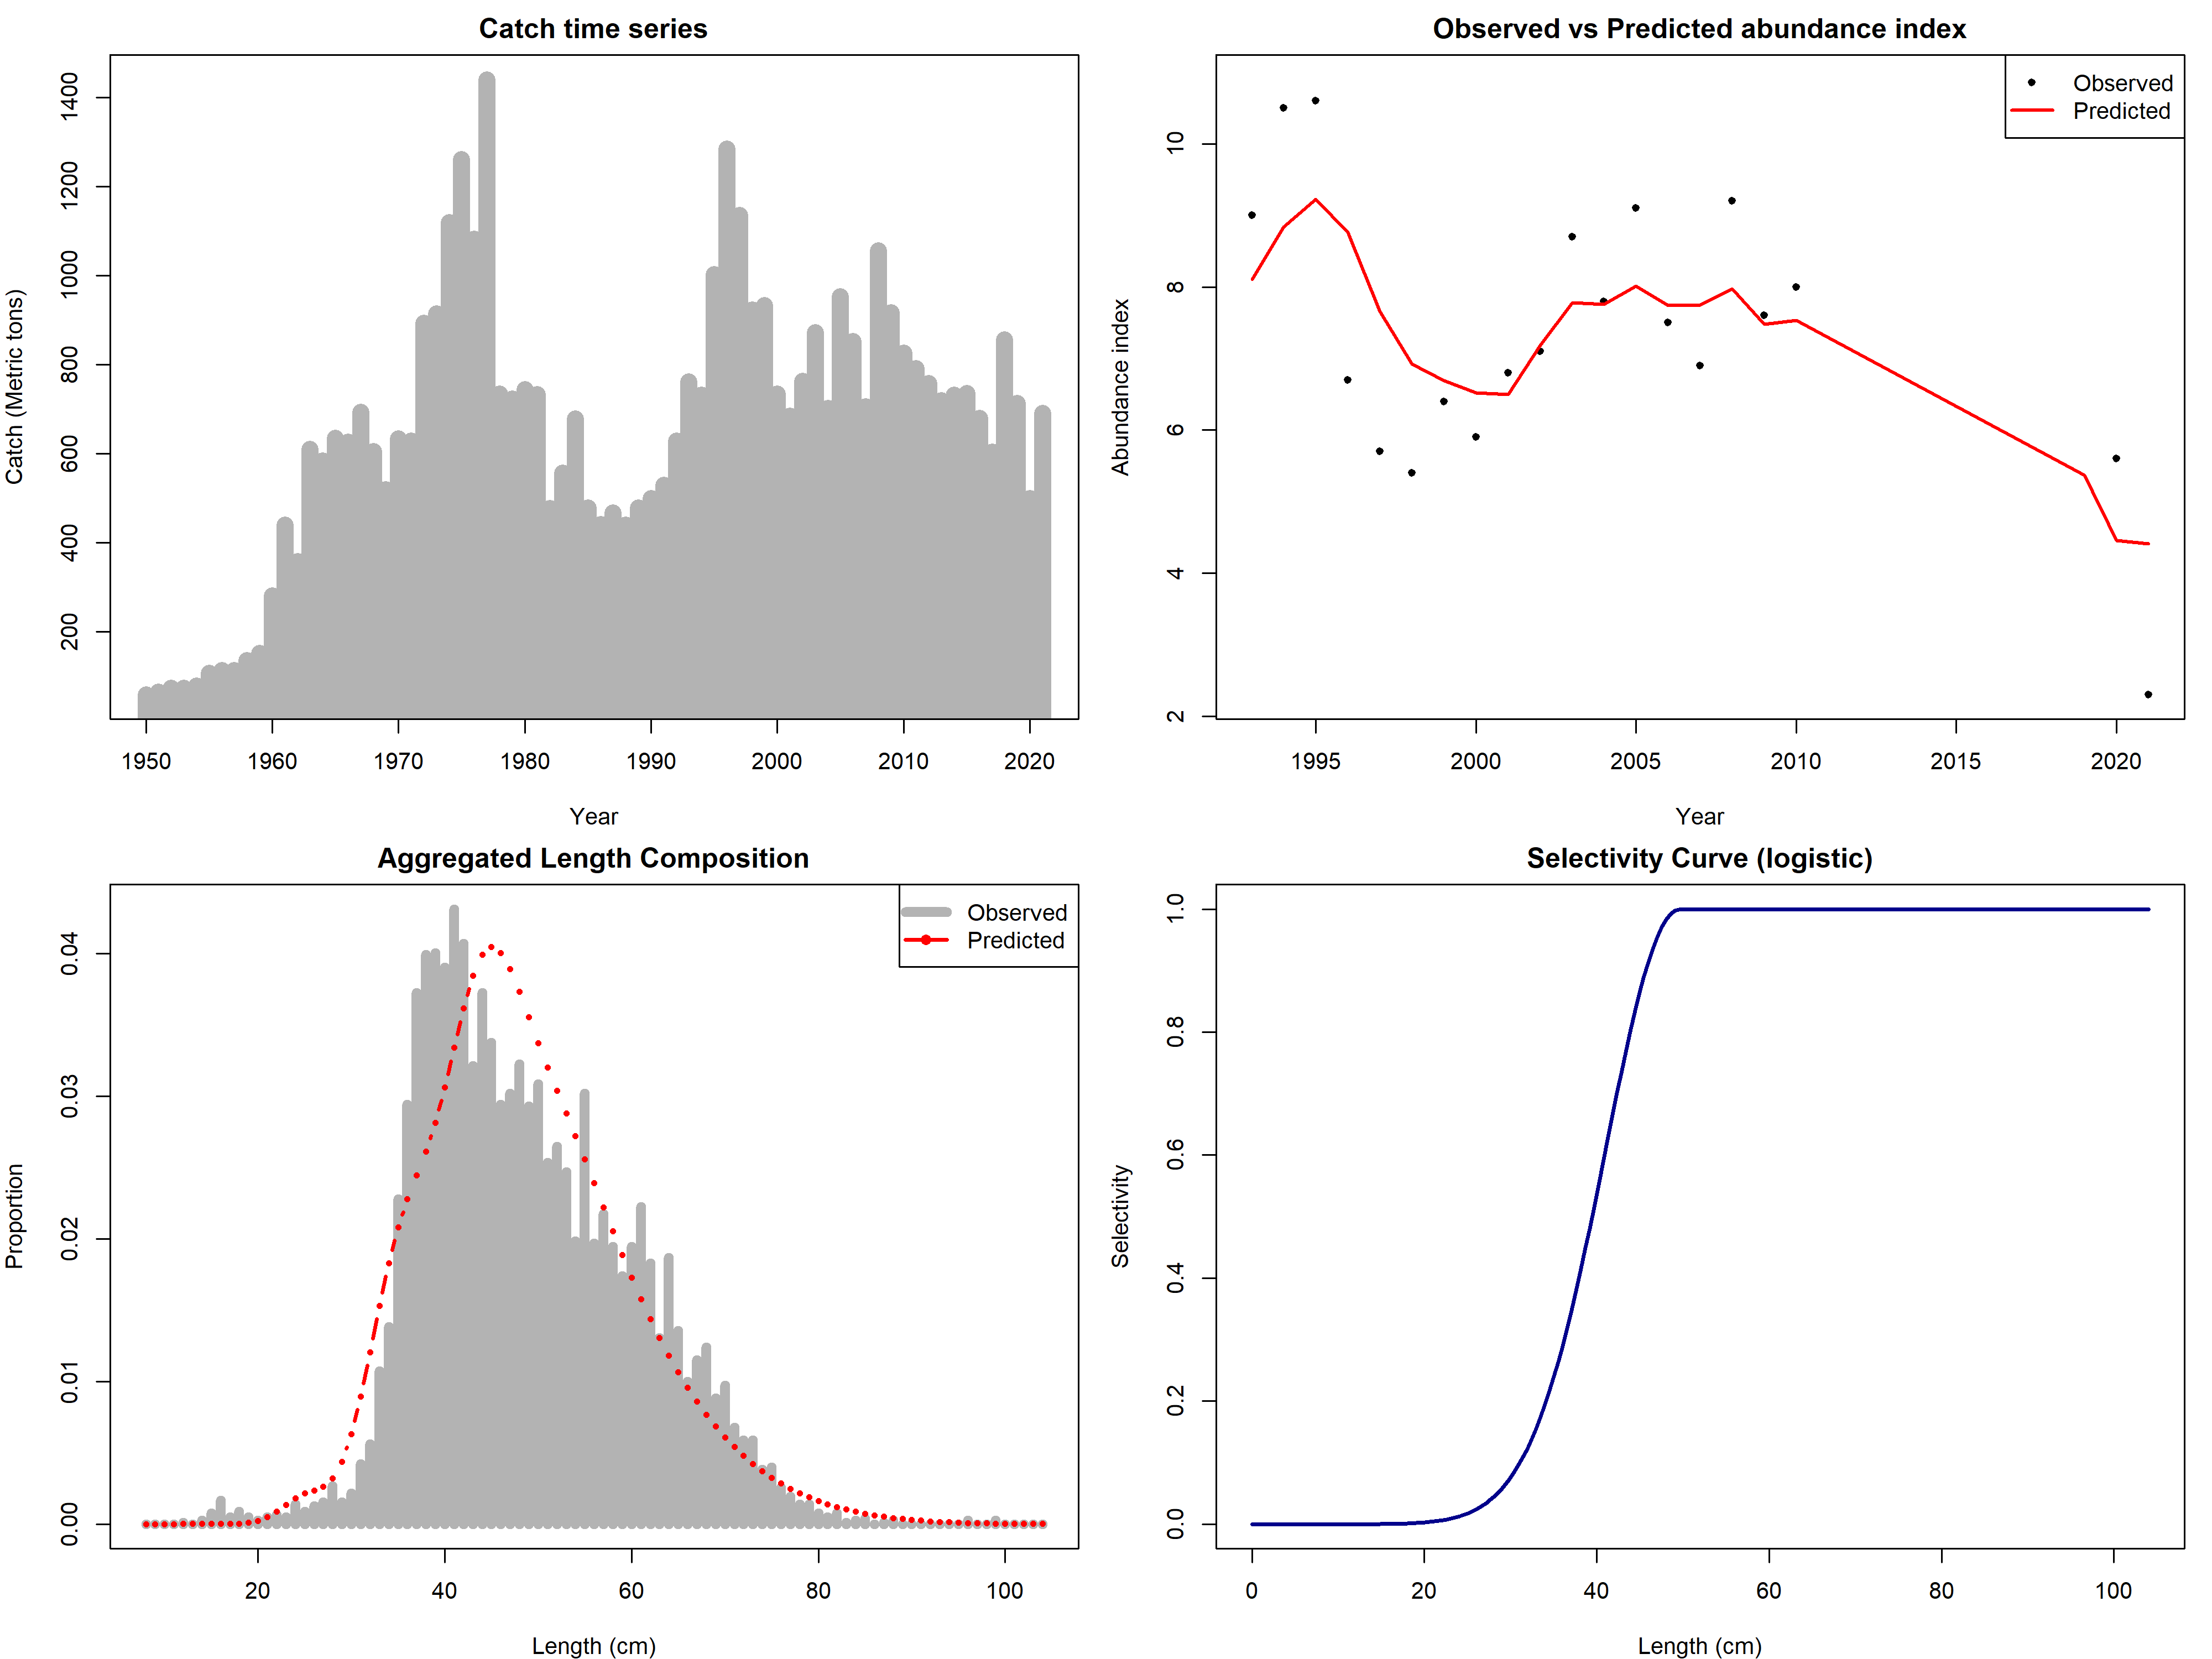 Catch time series
Catch (Metric tons)
1400
1200
1000
800
600
400
200
1950 1960 1970 1980 1990 2000 2010 2020
Year
Observed vs Predicted abundance index
Observed
Predicted
Abundance index
10
8
6
4
2
1995 2000 2005 2010 2015 2020
Year
Aggregated Length Composition
Observed
Predicted
Proportion
0.04
0.03
0.02
0.01
0.00
20 40 60 80 100
Length (cm)
Selectivity Curve (logistic)
Selectivity
1.0
0.8
0.6
0.4
0.2
0.0
0 20 40 60 80 100
Length (cm)